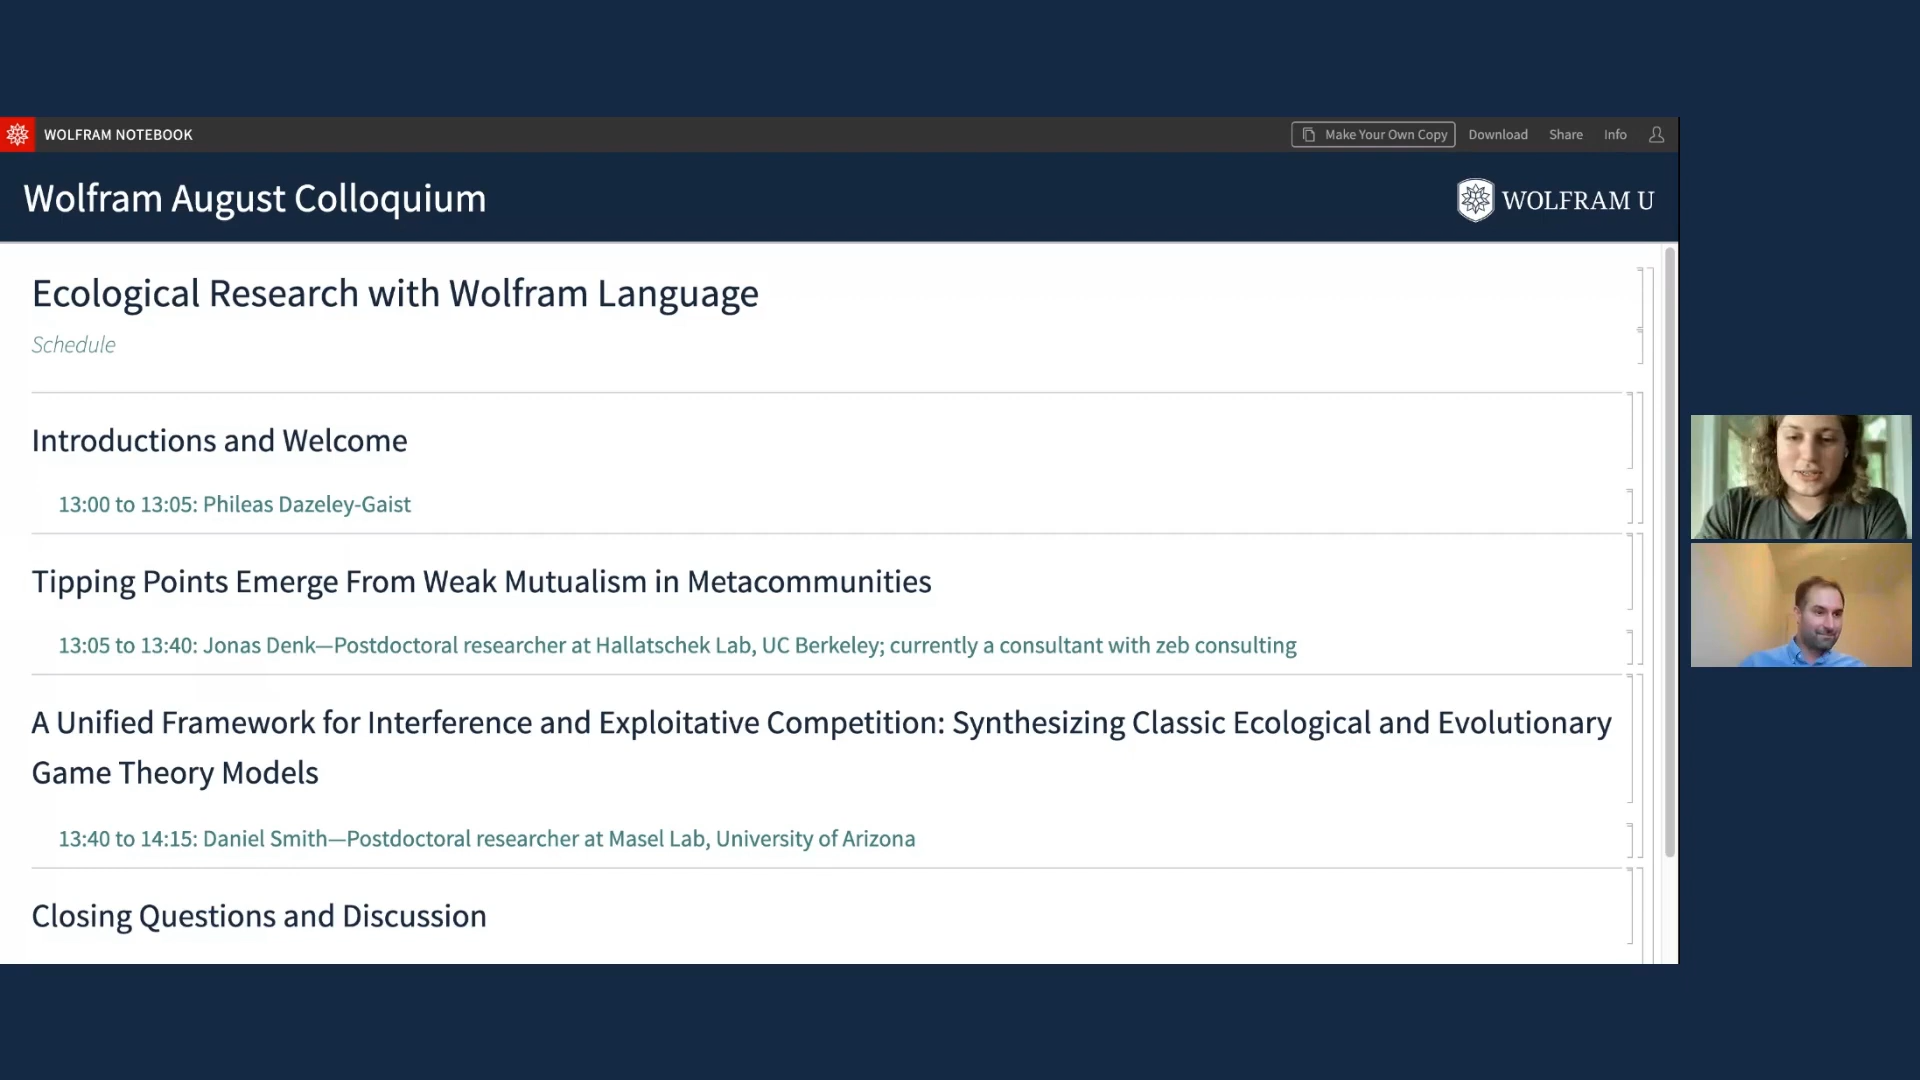 WOLFRAM NOTEBOOK
Make Your Own Copy Download Share Info
Wolfram August Colloquium
WOLFRAM U
Ecological Research with Wolfram Language
Schedule
Introductions and Welcome
13:00 to 13:05: Phileas Dazeley-Gaist
Tipping Points Emerge From Weak Mutualism in Metacommunities
13:05 to 13:40: Jonas Denk—Postdoctoral researcher at Hallatschek Lab, UC Berkeley; currently a consultant with zeb consulting
A Unified Framework for Interference and Exploitative Competition: Synthesizing Classic Ecological and Evolutionary
Game Theory Models
13:40 to 14:15: Daniel Smith—Postdoctoral researcher at Masel Lab, University of Arizona
Closing Questions and Discussion